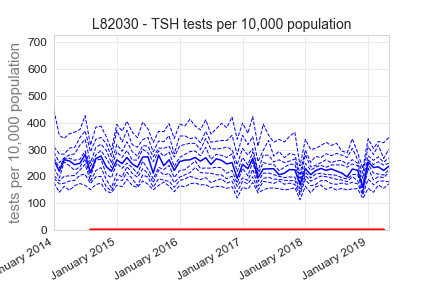 L82030 - TSH tests per 10,000 population
tests per 10,000 population
700
600
500
400
300
200
100
0
nuary 2014
January 2015
January 2016
January 2017
January 2018
January 2019